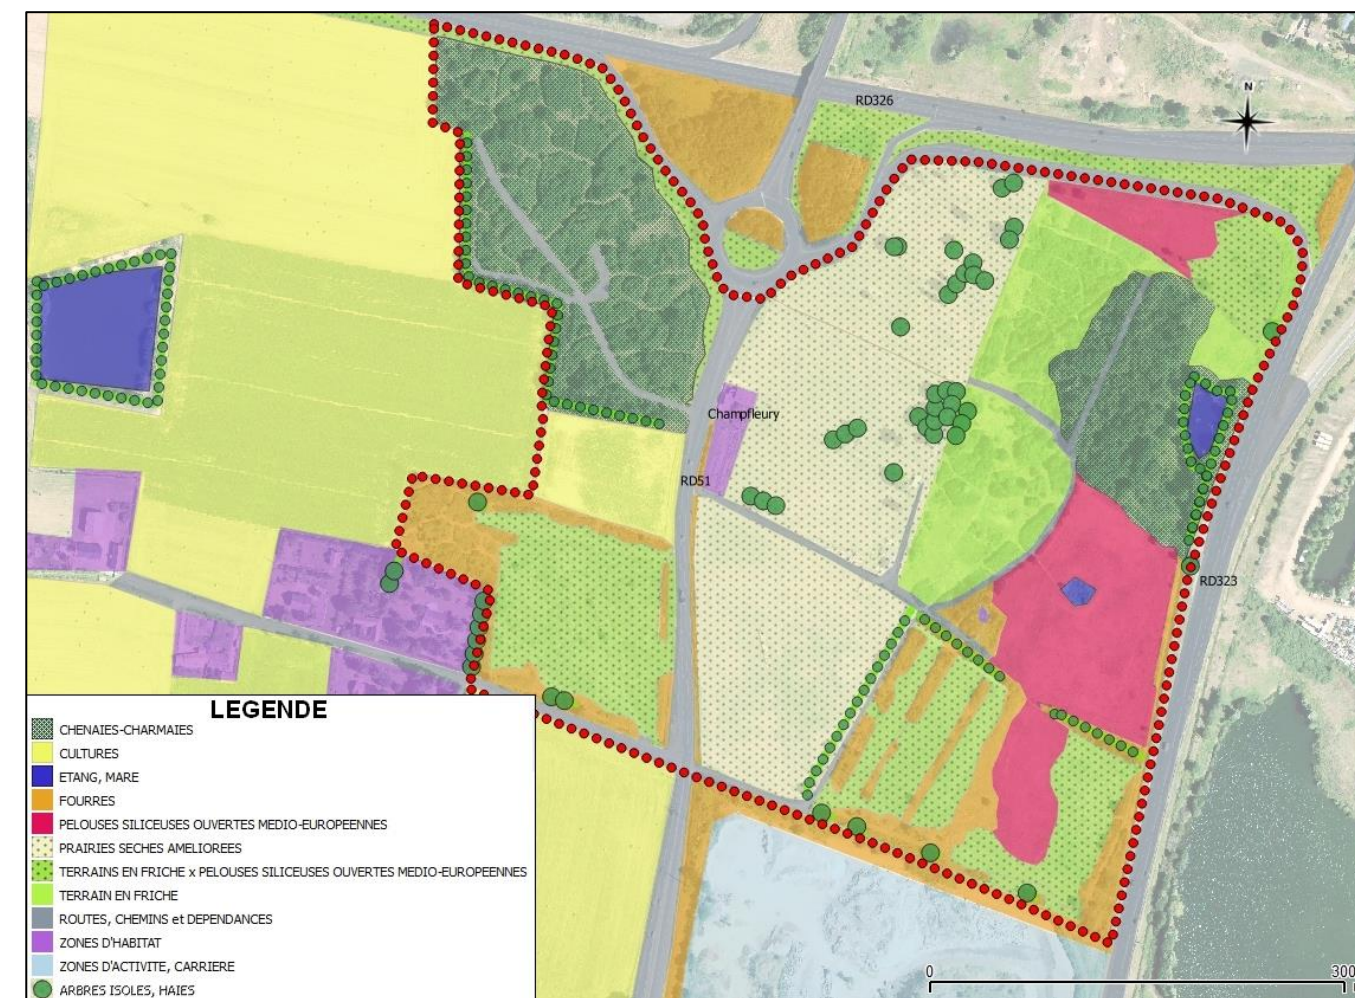 N
RD326
Champfleury
RD51
RD323
LEGENDE
CHENAIES-CHARMAIES
CULTURES
ETANG, MARE
FOURRES
PELOUSES SILICEUSES OUVERTES MEDIO-EUROPEENNES
PRAIRIES SECHES AMELIOREES
TERRAINS EN FRICHE x PELOUSES SILICEUSES OUVERTES MEDIO-EUROPEENNES
TERRAIN EN FRICHE
ROUTES, CHEMINS et DEPENDANCES
ZONES D'HABITAT
ZONES D'ACTIVITE, CARRIERE
ARBRES ISOLES, HAIES
0 300